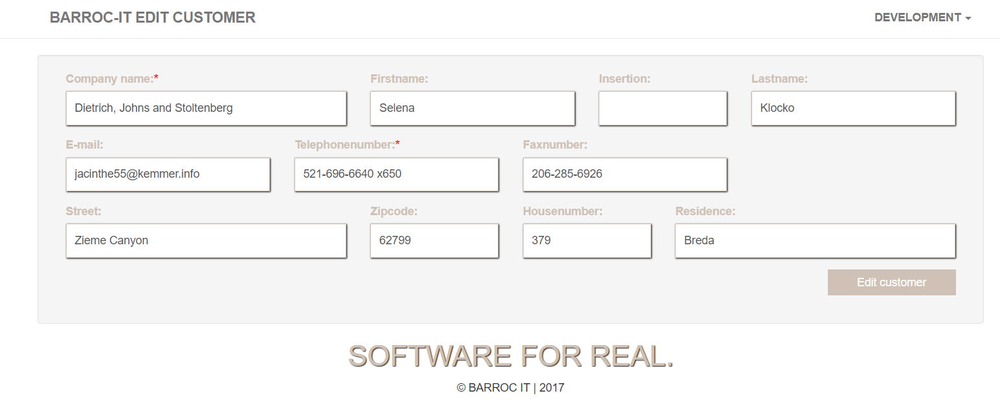 BARROC-IT EDIT CUSTOMER DEVELOPMENT
Company name:* Firstname: Insertion: Lastname:
Dietrich, Johns and Stoltenberg Selena Klocko
E-mail: Telephonenumber:* Faxnumber:
jacinthe55@kemmer.info 521-696-6640 x650 206-285-6926
Street: Zipcode: Housenumber: Residence:
Zieme Canyon 62799 379 Breda
Edit customer
SOFTWARE FOR REAL.
© BARROC IT | 2017